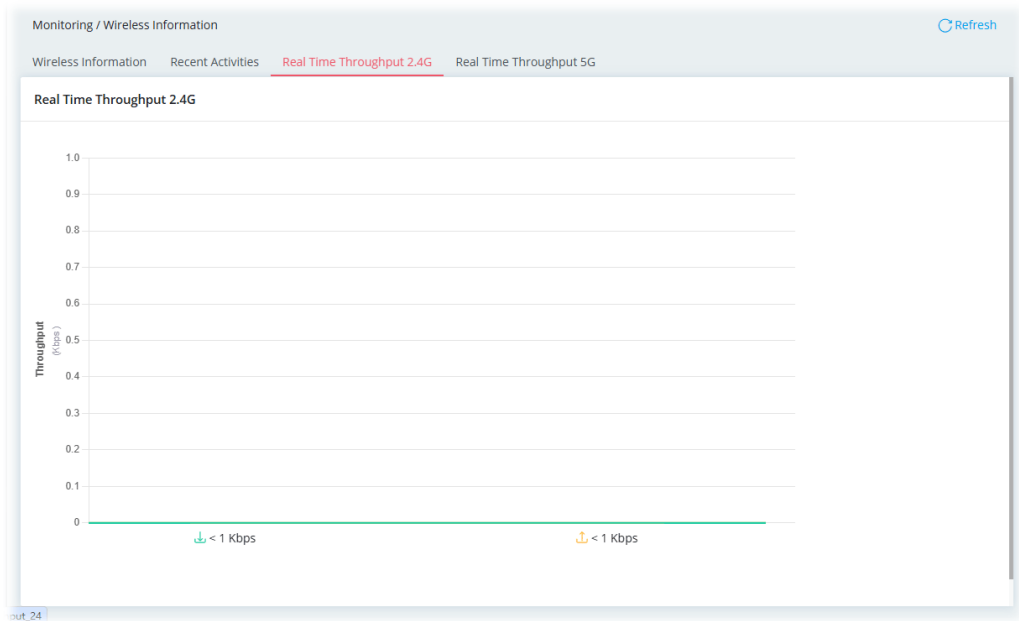 Monitoring / Wireless Information
Refresh
Wireless Information Recent Activities Real Time Throughput 2.4G Real Time Throughput 5G
Real Time Throughput 2.4G
1.0
0.9
0.8
0.7
0.6
0.5
0.4
0.3
0.2
0.1
0
Throughput
(Kbps)
< 1 Kbps
< 1 Kbps
out_24